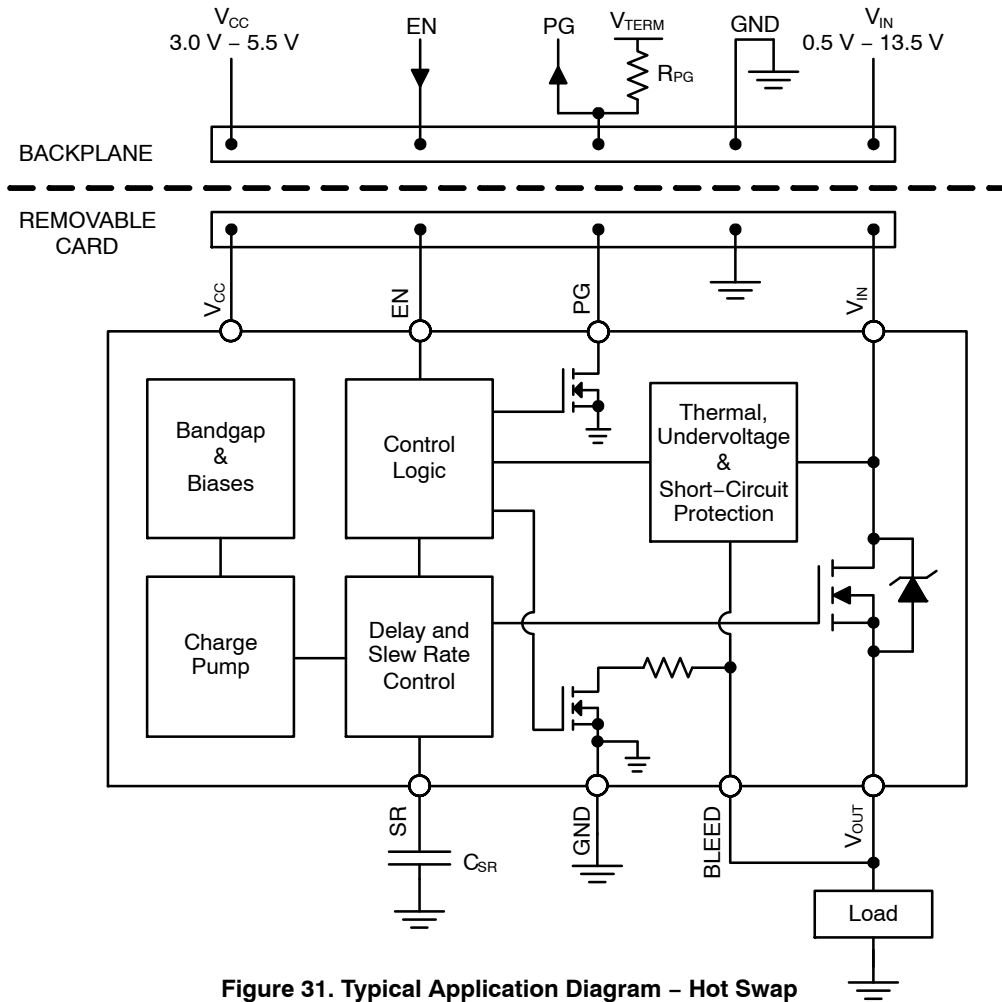 VCC
3.0 V – 5.5 V
EN
PG
VTERM
RPG
GND
VIN
0.5 V – 13.5 V
BACKPLANE
REMOVABLE
CARD
VCC
EN
PG
VIN
Bandgap
&
Biases
Control
Logic
Thermal,
Undervoltage
&
Short–Circuit
Protection
Charge
Pump
Delay and
Slew Rate
Control
SR
GND
BLEED
VOUT
CSR
Load
Figure 31. Typical Application Diagram – Hot Swap